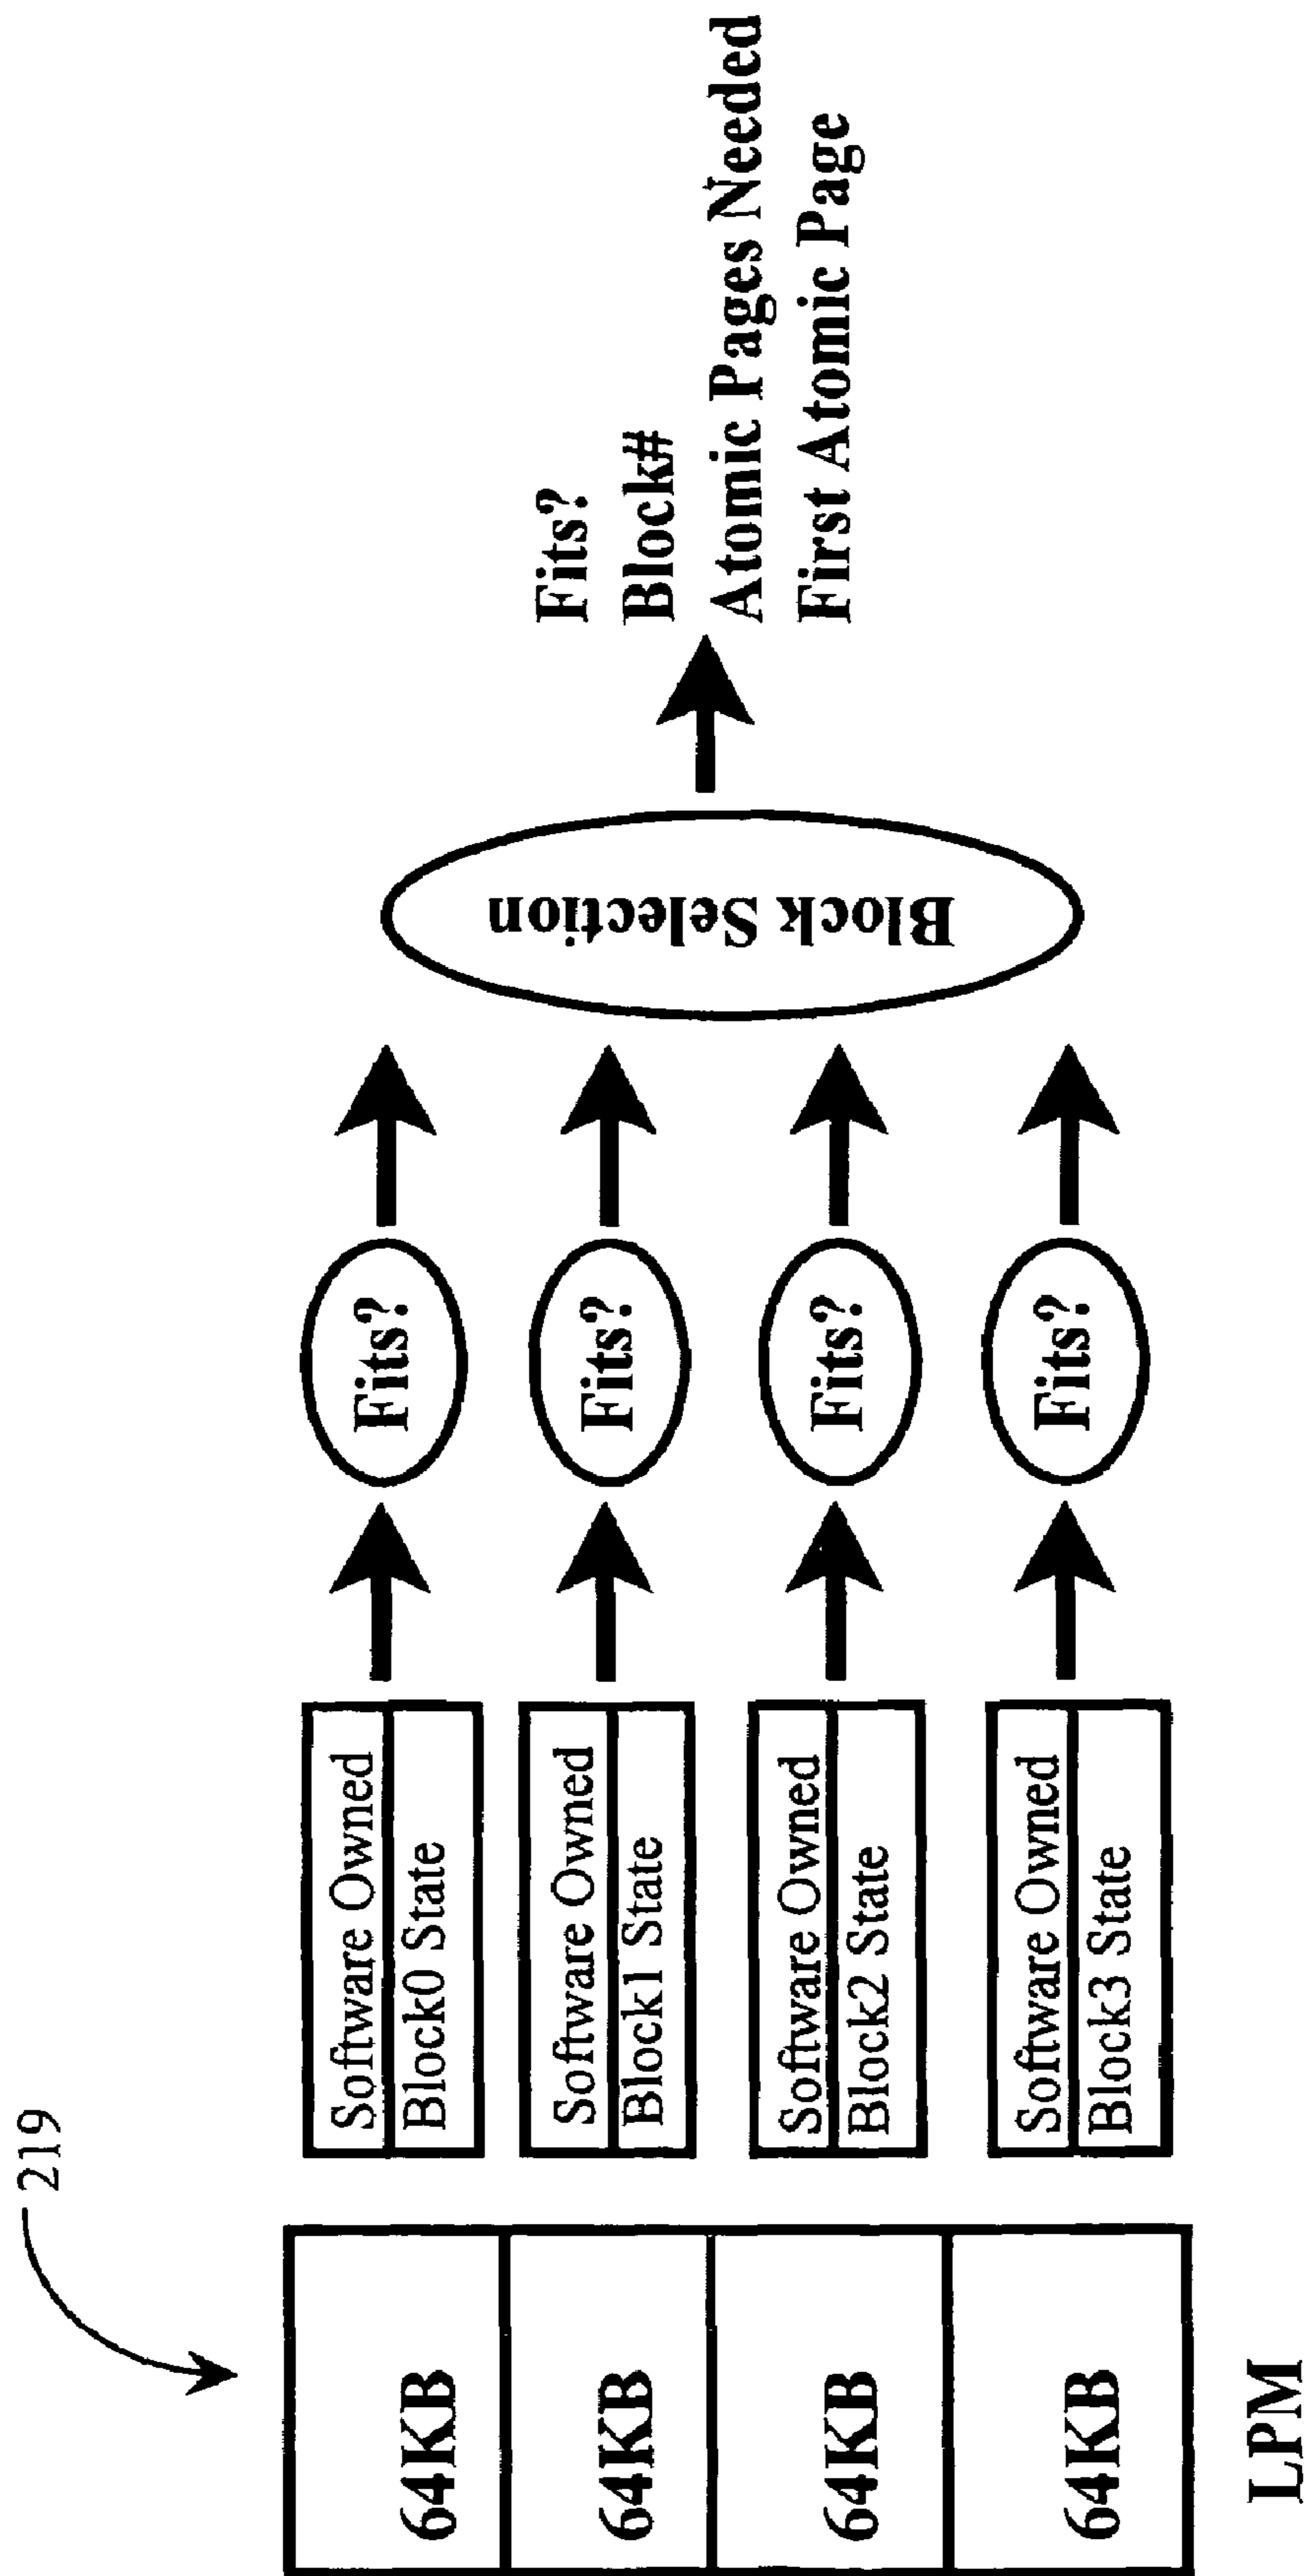 219
64KB
64KB
64KB
64KB
LPM
Software Owned
Block0 State
Software Owned
Block1 State
Software Owned
Block2 State
Software Owned
Block3 State
Fits?
Fits?
Fits?
Fits?
Block Selection
Fits?
Block#
Atomic Pages Needed
First Atomic Page